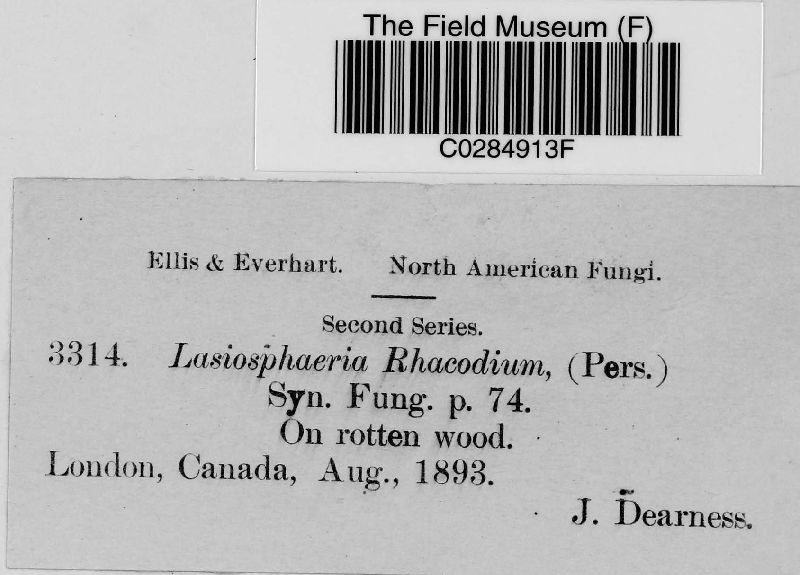 The Field Museum (F)
C0284913F
Ellis & Everhart. North American Fungi.
Second Series.
3314. Lasiosphaeria Rhacodium, (Pers.)
Syn. Fung. p. 74.
On rotten wood.
London, Canada, Aug., 1893.
J. Dearness.